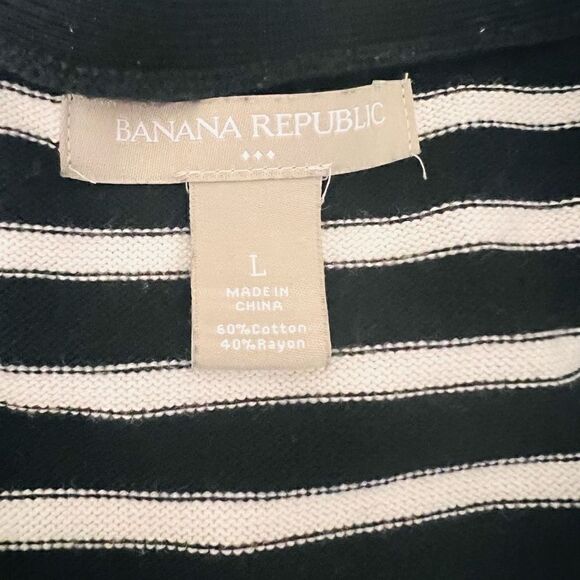 BANANA REPUBLIC
L
MADE IN
CHINA
60%Cotton
40%Rayon